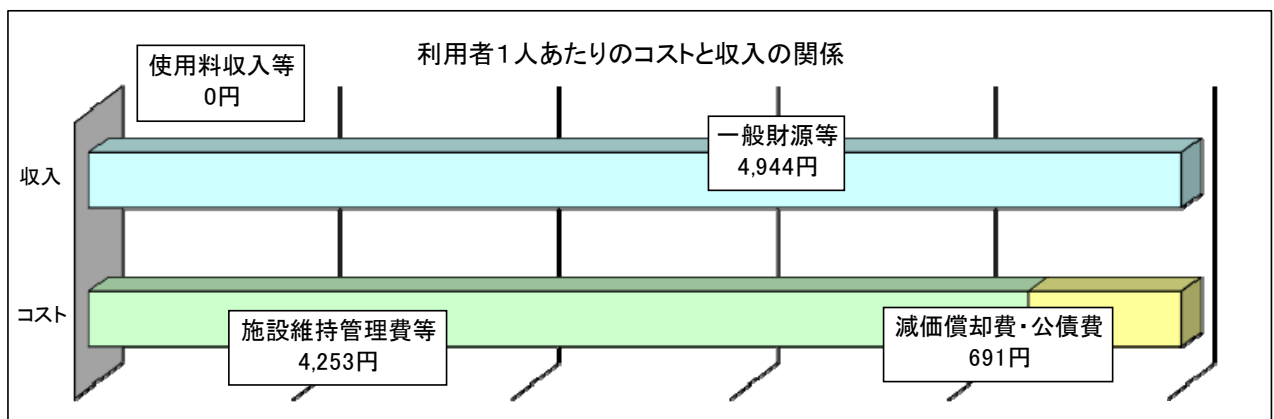 利用者１人あたりのコストと収入の関係
使用料収入等
0円
一般財源等
4,944円
収入
コスト
施設維持管理費等
4,253円
減価償却費・公債費
691円